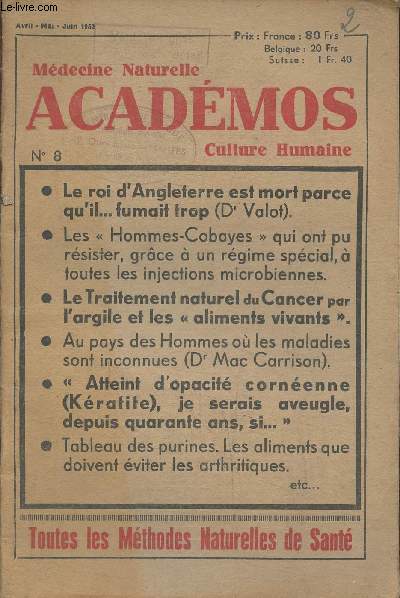 e-livre.com
Avril - Mai - Juin 1952
2
Prix : France : 80 Frs
Belgique : 20 Frs
Suisse : 1 Fr. 40
Médecine Naturelle
ACADÉMOS
N° 8
Culture Humaine
● Le roi d'Angleterre est mort parce
qu'il... fumait trop (Dr Valot).
● Les « Hommes-Cobayes » qui ont pu
résister, grâce à un régime spécial, à
toutes les injections microbiennes.
● Le Traitement naturel du Cancer par
l'argile et les « aliments vivants ».
● Au pays des Hommes où les maladies
sont inconnues (Dr Mac Carrison).
● « Atteint d'opacité cornéenne
(Kératite), je serais aveugle,
depuis quarante ans, si... »
● Tableau des purines. Les aliments que
doivent éviter les arthritiques.
etc...
Toutes les Méthodes Naturelles de Santé